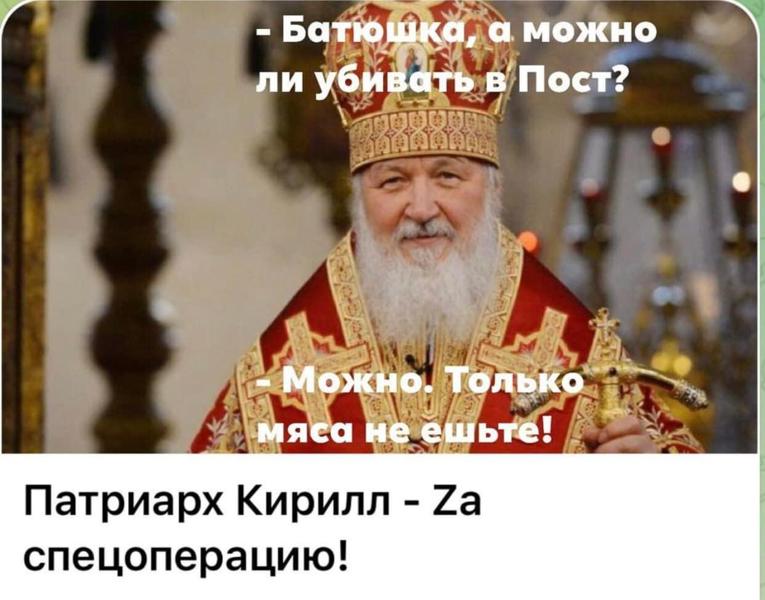 - Батюшка, а можно
ли убивать в Пост?
- Можно. Только
мяса не ешьте!
Патриарх Кирилл - Zа
спецоперацию!